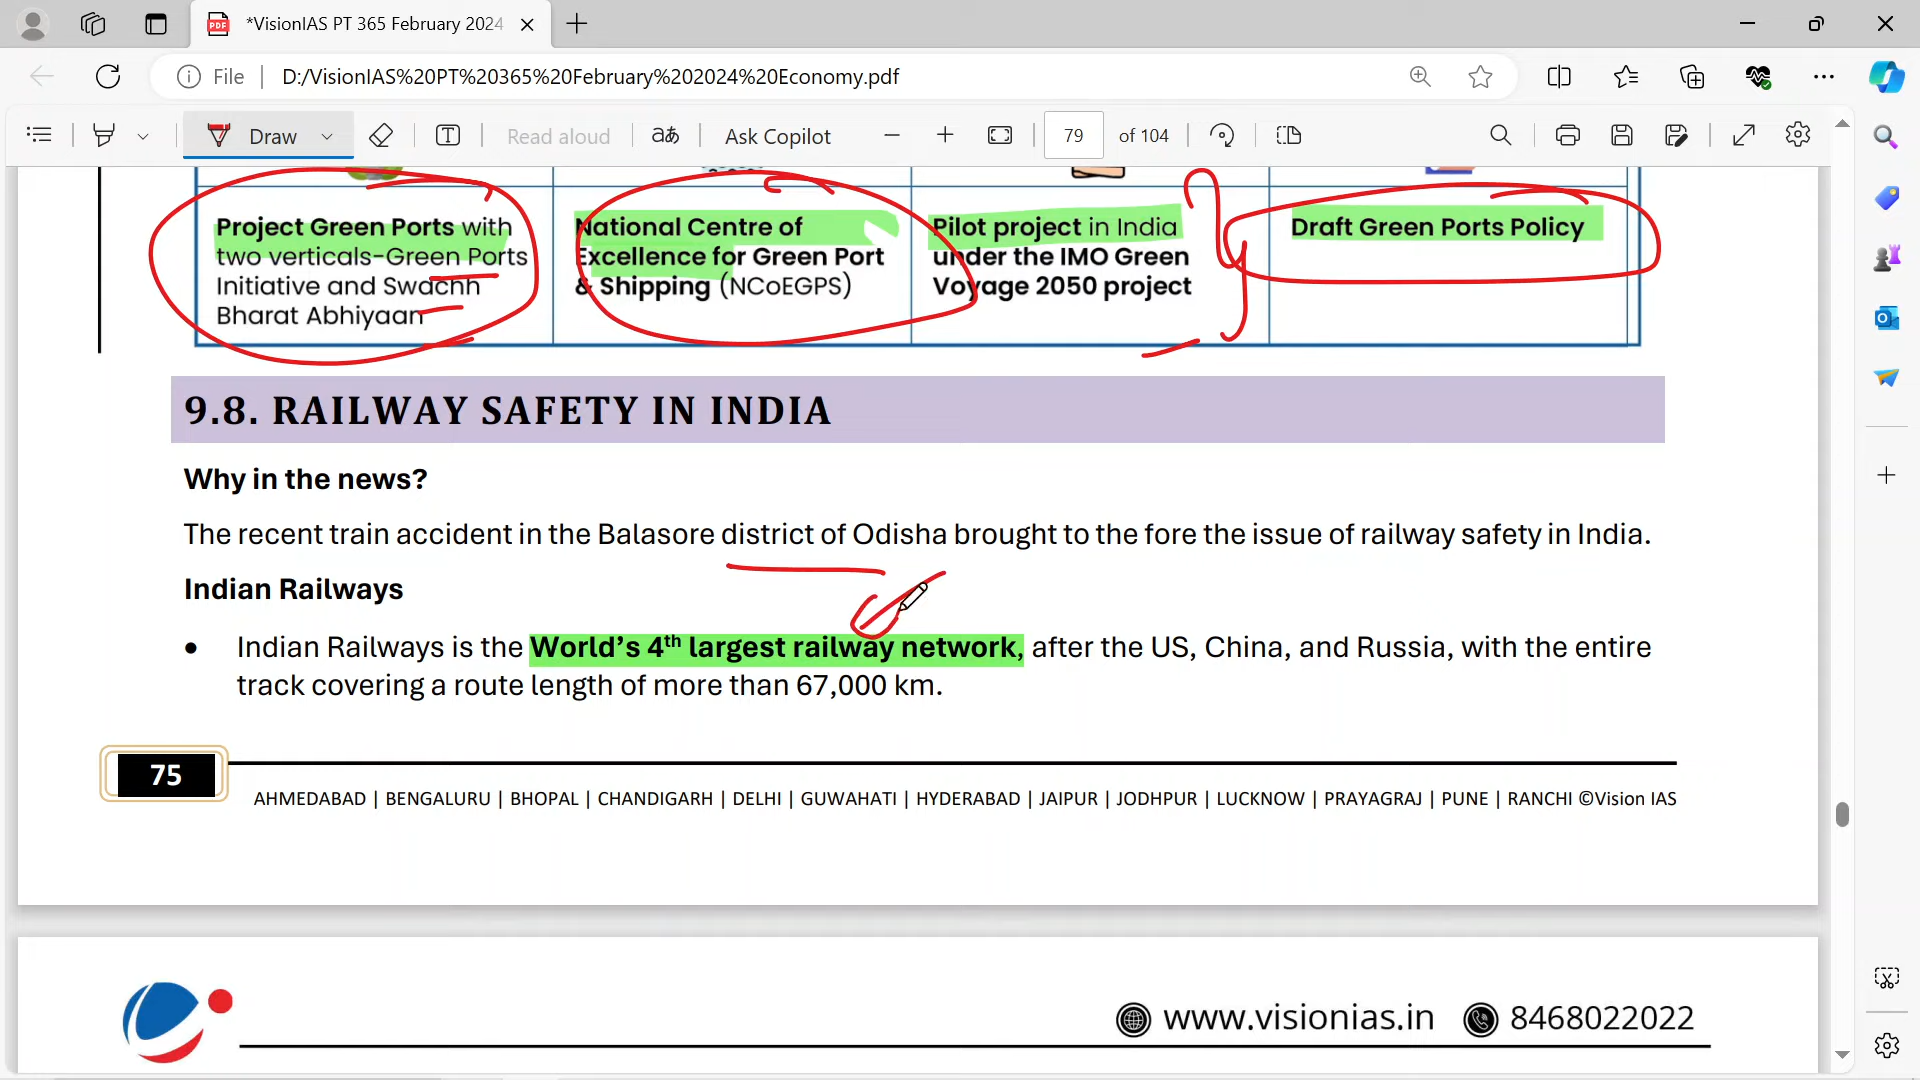 *VisionIAS PT 365 February 2024
File
D:/VisionIAS%20PT%20365%20February%202024%20Economy.pdf
Draw
Read aloud
aあ
Ask Copilot
79 of 104
Project Green Ports with
two verticals-Green Ports
Initiative and Swachh
Bharat Abhiyaan
National Centre of
Excellence for Green Port
& Shipping (NCoEGPS)
Pilot project in India
under the IMO Green
Voyage 2050 project
Draft Green Ports Policy
9.8. RAILWAY SAFETY IN INDIA
Why in the news?
The recent train accident in the Balasore district of Odisha brought to the fore the issue of railway safety in India.
Indian Railways
● Indian Railways is the World’s 4th largest railway network, after the US, China, and Russia, with the entire
track covering a route length of more than 67,000 km.
75
AHMEDABAD | BENGALURU | BHOPAL | CHANDIGARH | DELHI | GUWAHATI | HYDERABAD | JAIPUR | JODHPUR | LUCKNOW | PRAYAGRAJ | PUNE | RANCHI ©Vision IAS
www.visionias.in 8468022022